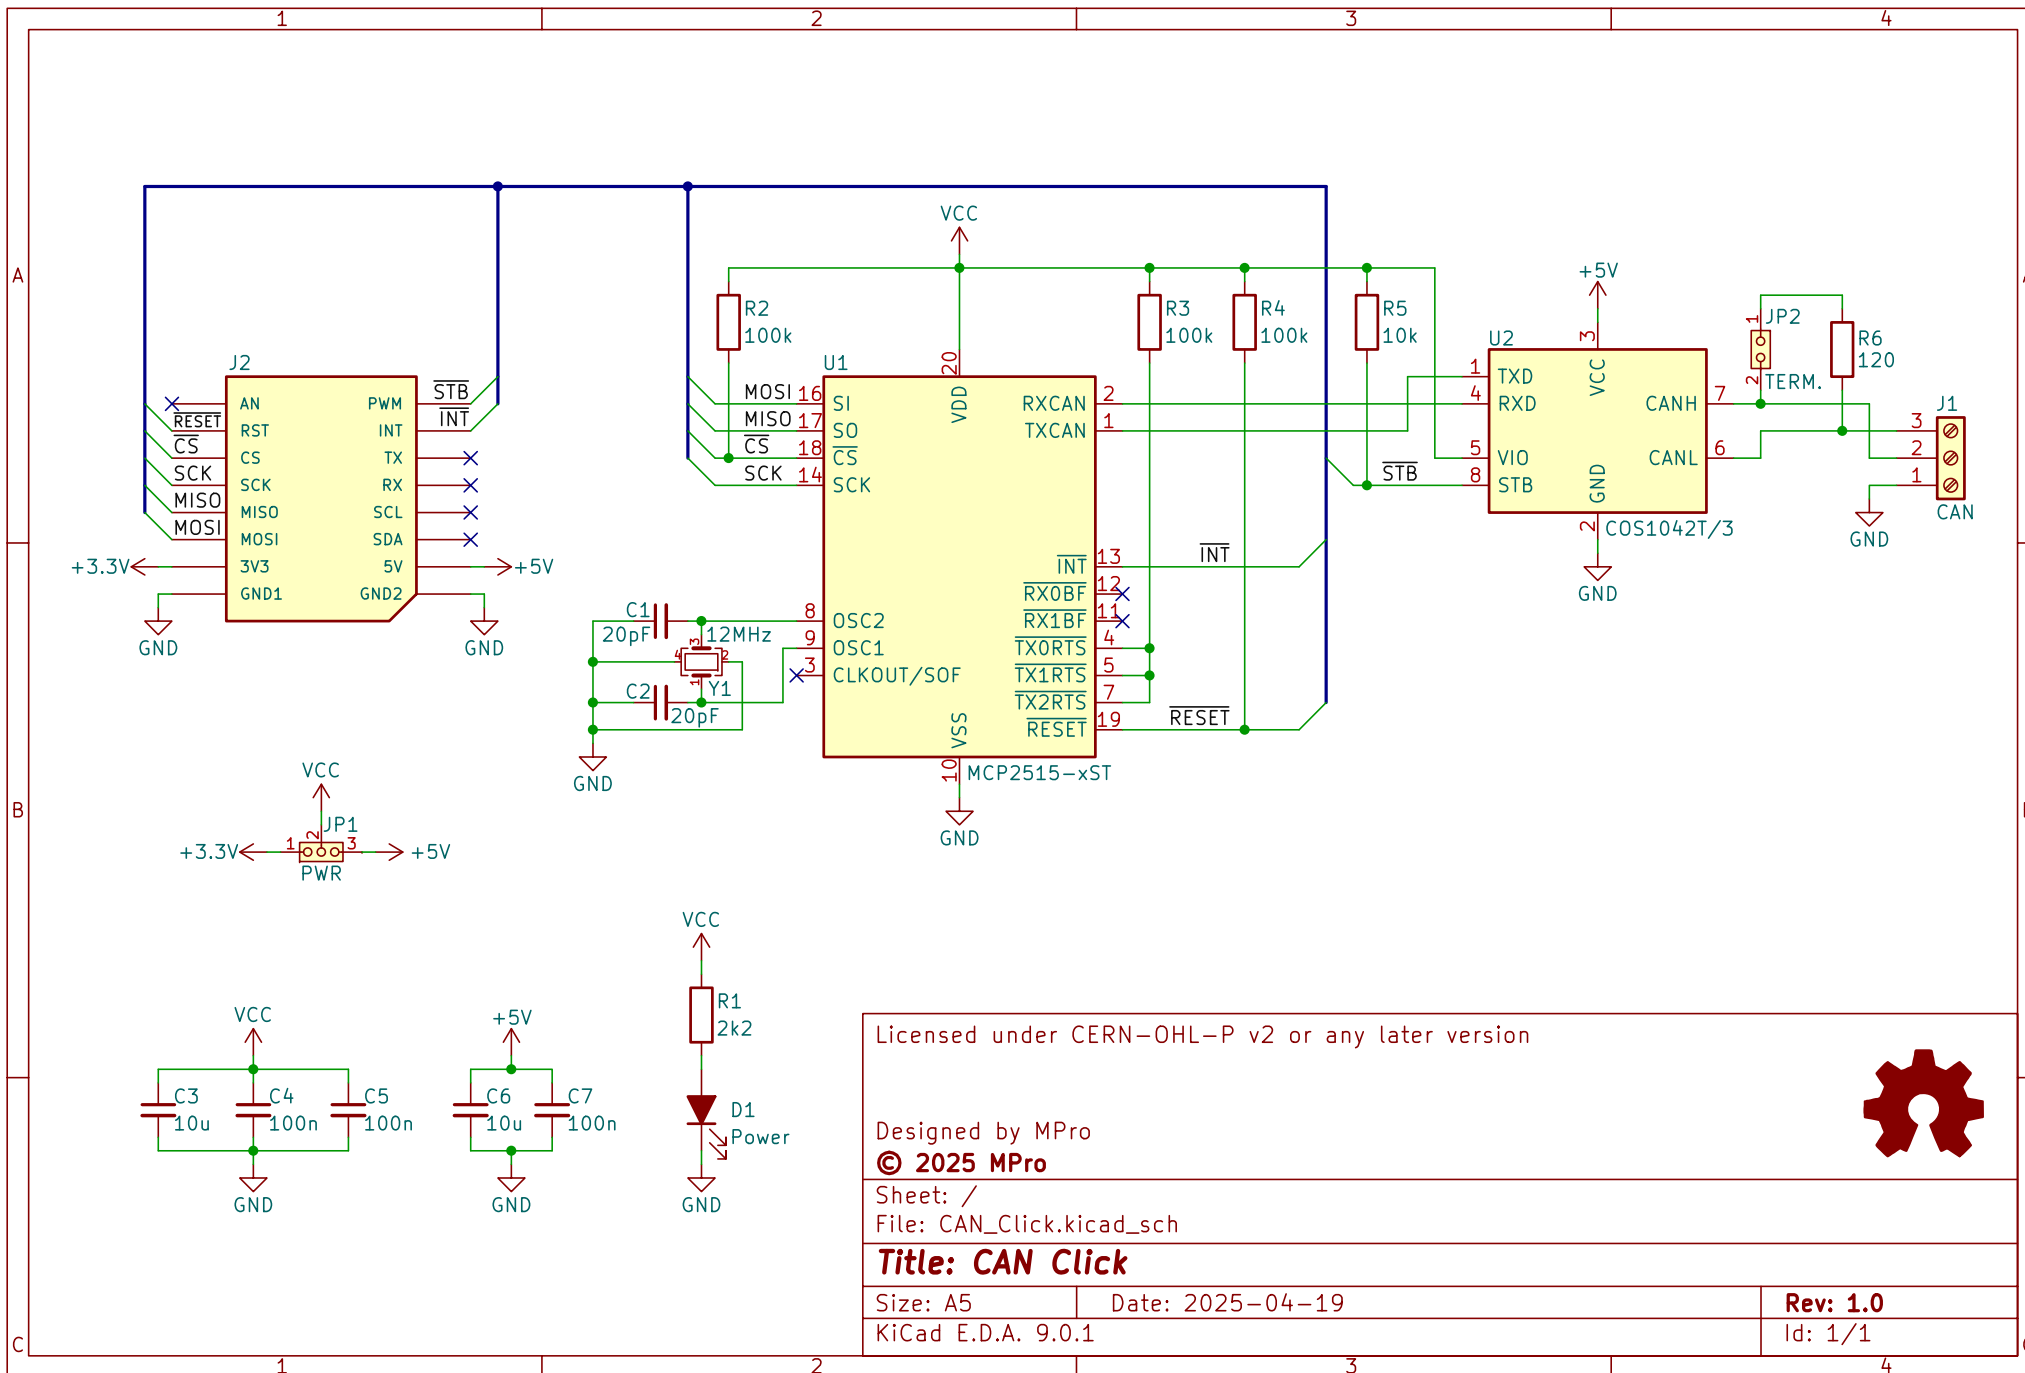 1 2 3 4
A
B
C
J2
AN
RST
CS
SCK
MISO
MOSI
3V3
GND1
PWM
INT
TX
RX
SCL
SDA
5V
GND2
RESET
CS
SCK
MISO
MOSI
+3.3V
GND
STB
INT
+5V
GND
VCC
R2
100k
R3
100k
R4
100k
R5
10k
U1
MOSI 16 SI
MISO 17 SO
CS 18 CS
SCK 14 SCK
20 VDD
RXCAN 2
TXCAN 1
INT 13
INT
RX0BF 12
RX1BF 11
TX0RTS 4
TX1RTS 5
TX2RTS 7
RESET 19
RESET
8 OSC2
9 OSC1
3 CLKOUT/SOF
VSS 10
MCP2515-xST
GND
C1
20pF
12MHz
3
4
2
1
Y1
C2
20pF
GND
+5V
U2
3 VCC
1 TXD
4 RXD
5 VIO
8 STB
STB
CANH 7
CANL 6
GND 2
COS1042T/3
GND
1
JP2
2
TERM.
R6
120
J1
3
2
1
CAN
GND
VCC
JP1
+3.3V 1 2 3 +5V
PWR
VCC
R1
2k2
D1
Power
GND
VCC
C3
10u
C4
100n
C5
100n
GND
+5V
C6
10u
C7
100n
GND
Licensed under CERN-OHL-P v2 or any later version
Designed by MPro
© 2025 MPro
Sheet: /
File: CAN_Click.kicad_sch
Title: CAN Click
Size: A5 Date: 2025-04-19 Rev: 1.0
KiCad E.D.A. 9.0.1 Id: 1/1
1 2 3 4